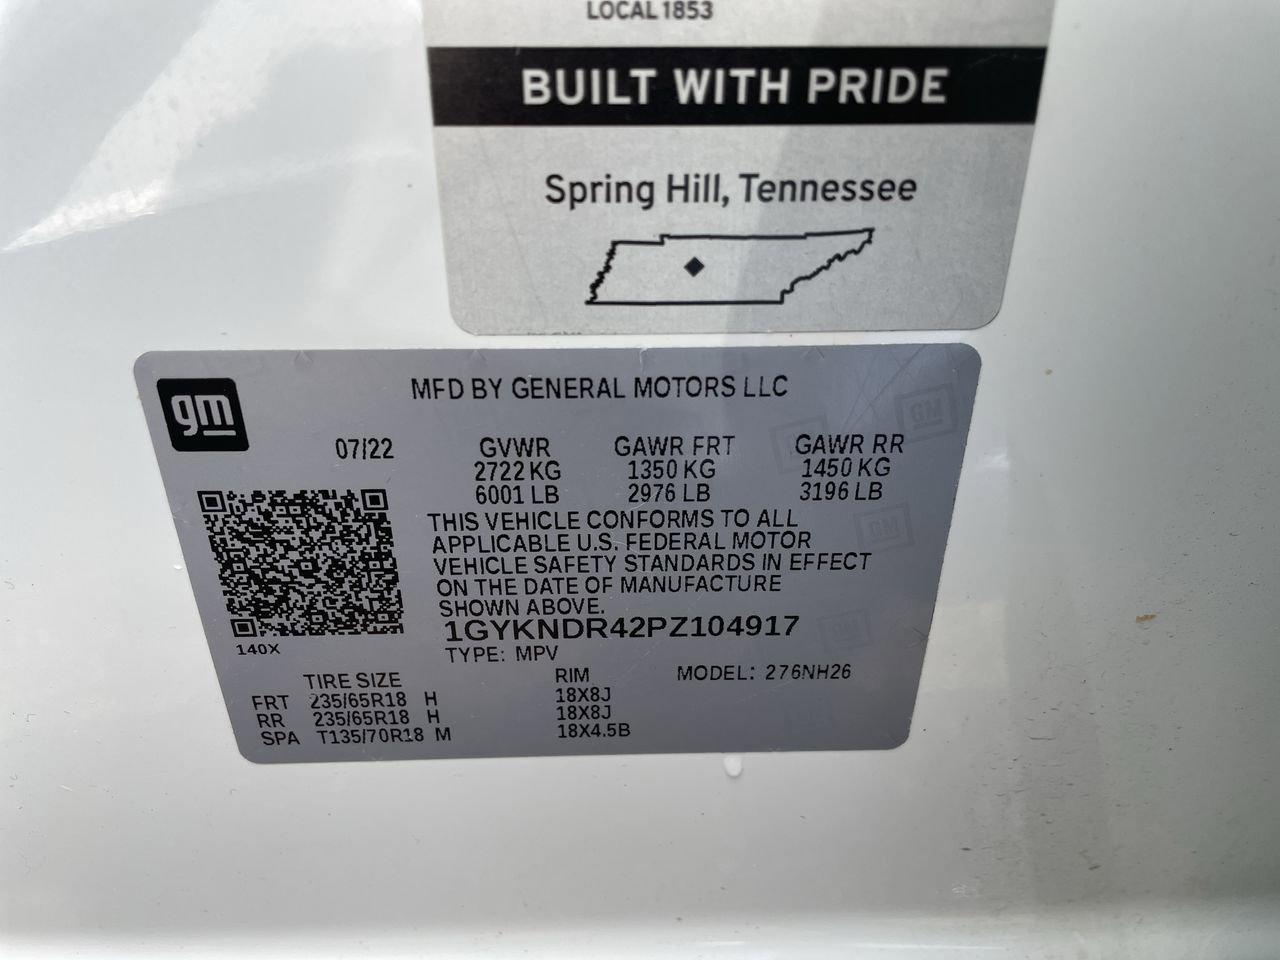 LOCAL 1853
BUILT WITH PRIDE
Spring Hill, Tennessee
gm
MFD BY GENERAL MOTORS LLC
07/22 GVWR GAWR FRT GAWR RR
2722 KG 1350 KG 1450 KG
6001 LB 2976 LB 3196 LB
THIS VEHICLE CONFORMS TO ALL
APPLICABLE U.S. FEDERAL MOTOR
VEHICLE SAFETY STANDARDS IN EFFECT
ON THE DATE OF MANUFACTURE
SHOWN ABOVE.
1GYKNDR42PZ104917
140X
TYPE: MPV
TIRE SIZE RIM MODEL: 276NH26
FRT 235/65R18 H 18X8J
RR 235/65R18 H 18X8J
SPA T135/70R18 M 18X4.5B